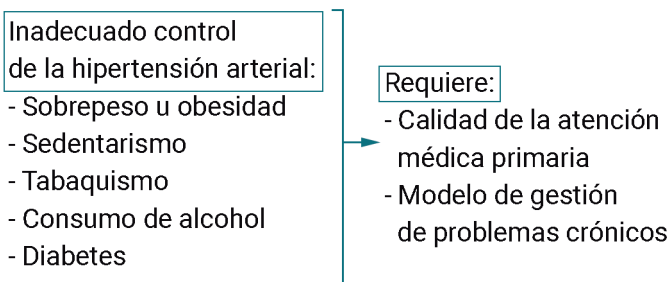 Inadecuado control
de la hipertensión arterial:
- Sobrepeso u obesidad
- Sedentarismo
- Tabaquismo
- Consumo de alcohol
- Diabetes
Requiere:
- Calidad de la atención
médica primaria
- Modelo de gestión
de problemas crónicos